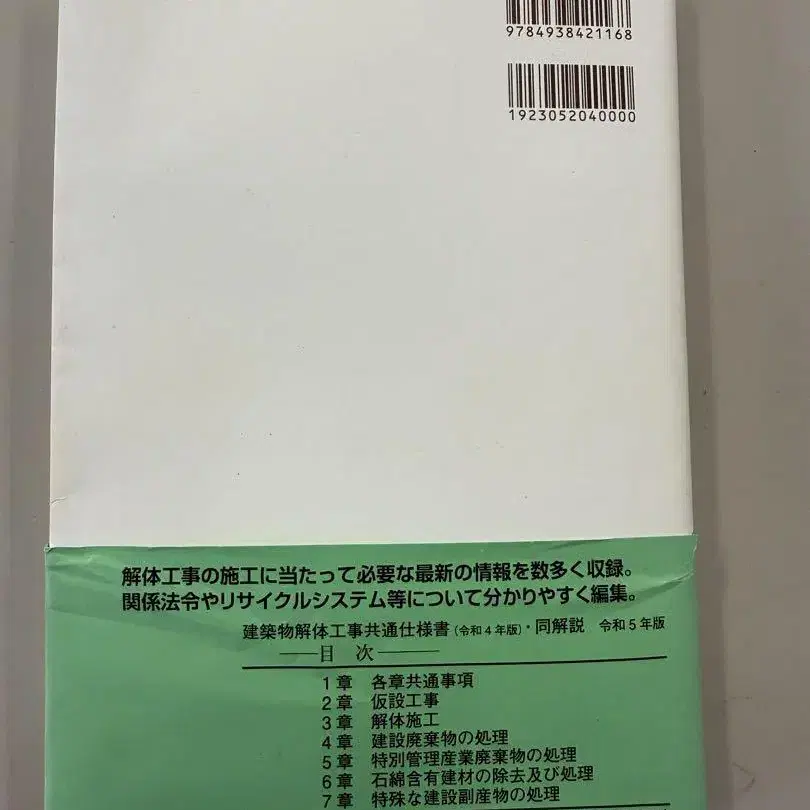 9784938421168
1923052040000
解体工事の施工に当たって必要な最新の情報を数多く収録。
関係法令やリサイクルシステム等について分かりやすく編集。
建築物解体工事共通仕様書(令和4年版)・同解説 令和5年版
目 次
1章 各章共通事項
2章 仮設工事
3章 解体施工
4章 建設廃棄物の処理
5章 特別管理産業廃棄物の処理
6章 石綿含有建材の除去及び処理
7章 特殊な建設副産物の処理